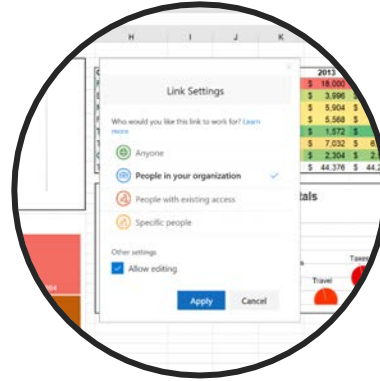 H I J K
2013
$ 18,000
$ 3,996 $
$ 5,904 $
$ 5,568 $
$ 1,572 $
$ 7,032 $
$ 2,304 $
$ 44,376 $
Link Settings
Who would you like this link to work for? Learn
more
Anyone
People in your organization
People with existing access
Specific people
Other settings
Allow editing
Apply Cancel
tals
Taxes
Travel